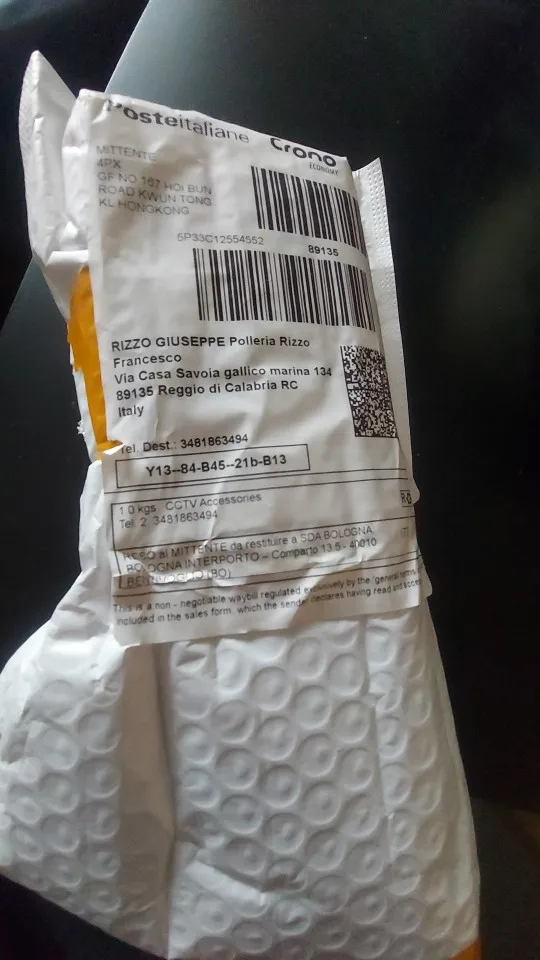 Posteitaliane Crono
ECONOMY
MITTENTE
4PX
GF NO 167 HOI BUN
ROAD KWUN TONG
KL HONGKONG
5P33C12554552 89135
RIZZO GIUSEPPE Polleria Rizzo
Francesco
Via Casa Savoia gallico marina 134
89135 Reggio di Calabria RC
Italy
Tel. Dest.: 3481863494
Y13--84-B45--21b-B13
1.0 kgs CCTV Accessories
Tel. 2 3481863494
RESO al MITTENTE da restituire a SDA BOLOGNA,
BOLOGNA INTERPORTO – Comparto 13.5 - 40010
BENTIVOGLIO (BO)
This is a non - negotiable waybill regulated exclusively by the general terms
included in the sales form, which the sender declares having read and